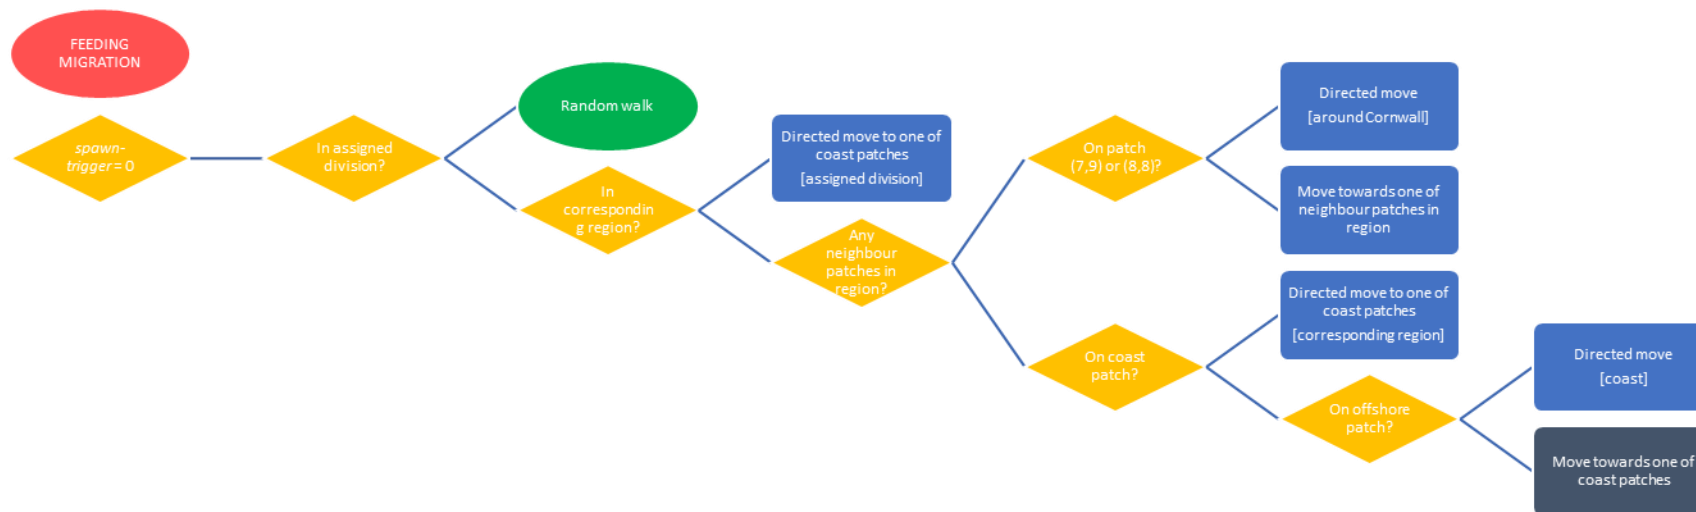 FEEDING
MIGRATION
spawn-
trigger = 0
In assigned
division?
Random walk
In
correspondin
g region?
Directed move to one of
coast patches
[assigned division]
Any
neighbour
patches in
region?
On patch
(7,9) or (8,8)?
Directed move
[around Cornwall]
Move towards one of
neighbour patches in
region
On coast
patch?
Directed move to one of
coast patches
[corresponding region]
On offshore
patch?
Directed move
[coast]
Move towards one of
coast patches